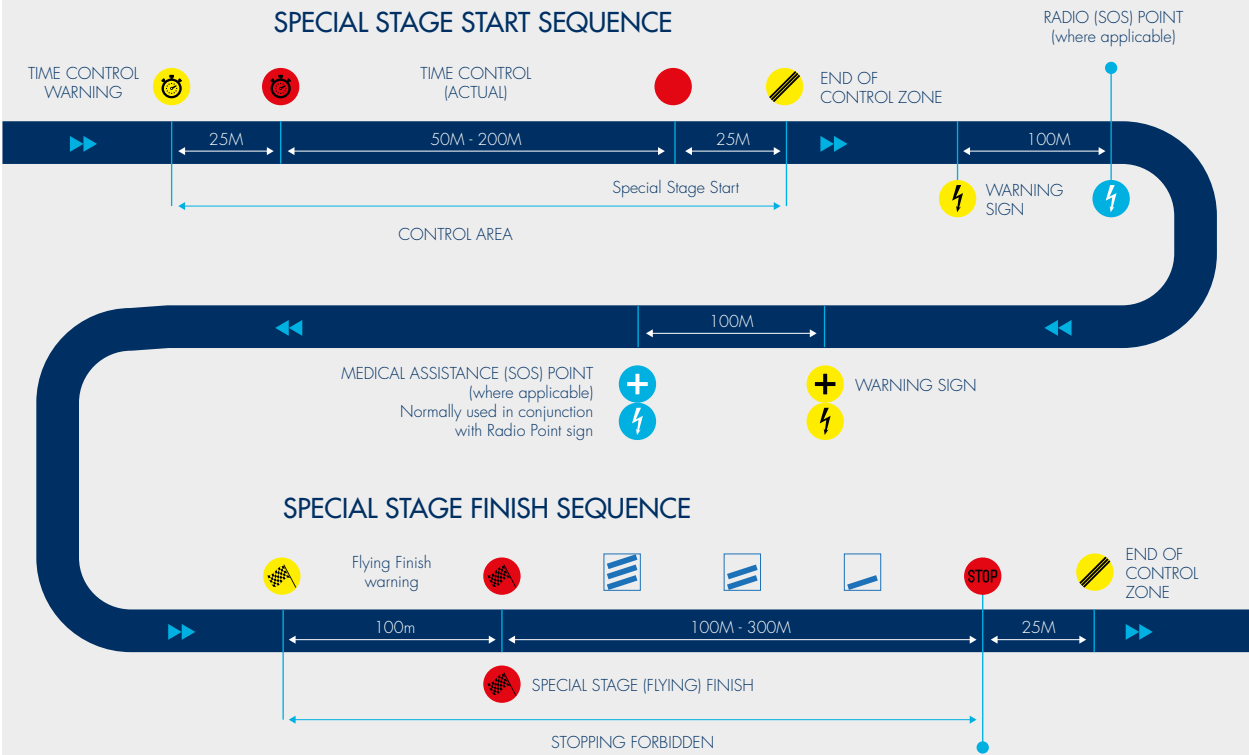 SPECIAL STAGE START SEQUENCE
RADIO (SOS) POINT
(where applicable)
TIME CONTROL
WARNING
TIME CONTROL
(ACTUAL)
END OF
CONTROL ZONE
25M
50M - 200M
25M
100M
Special Stage Start
WARNING
SIGN
CONTROL AREA
100M
MEDICAL ASSISTANCE (SOS) POINT
(where applicable)
Normally used in conjunction
with Radio Point sign
WARNING SIGN
SPECIAL STAGE FINISH SEQUENCE
Flying Finish
warning
STOP
END OF
CONTROL
ZONE
100m
100M - 300M
25M
SPECIAL STAGE (FLYING) FINISH
STOPPING FORBIDDEN